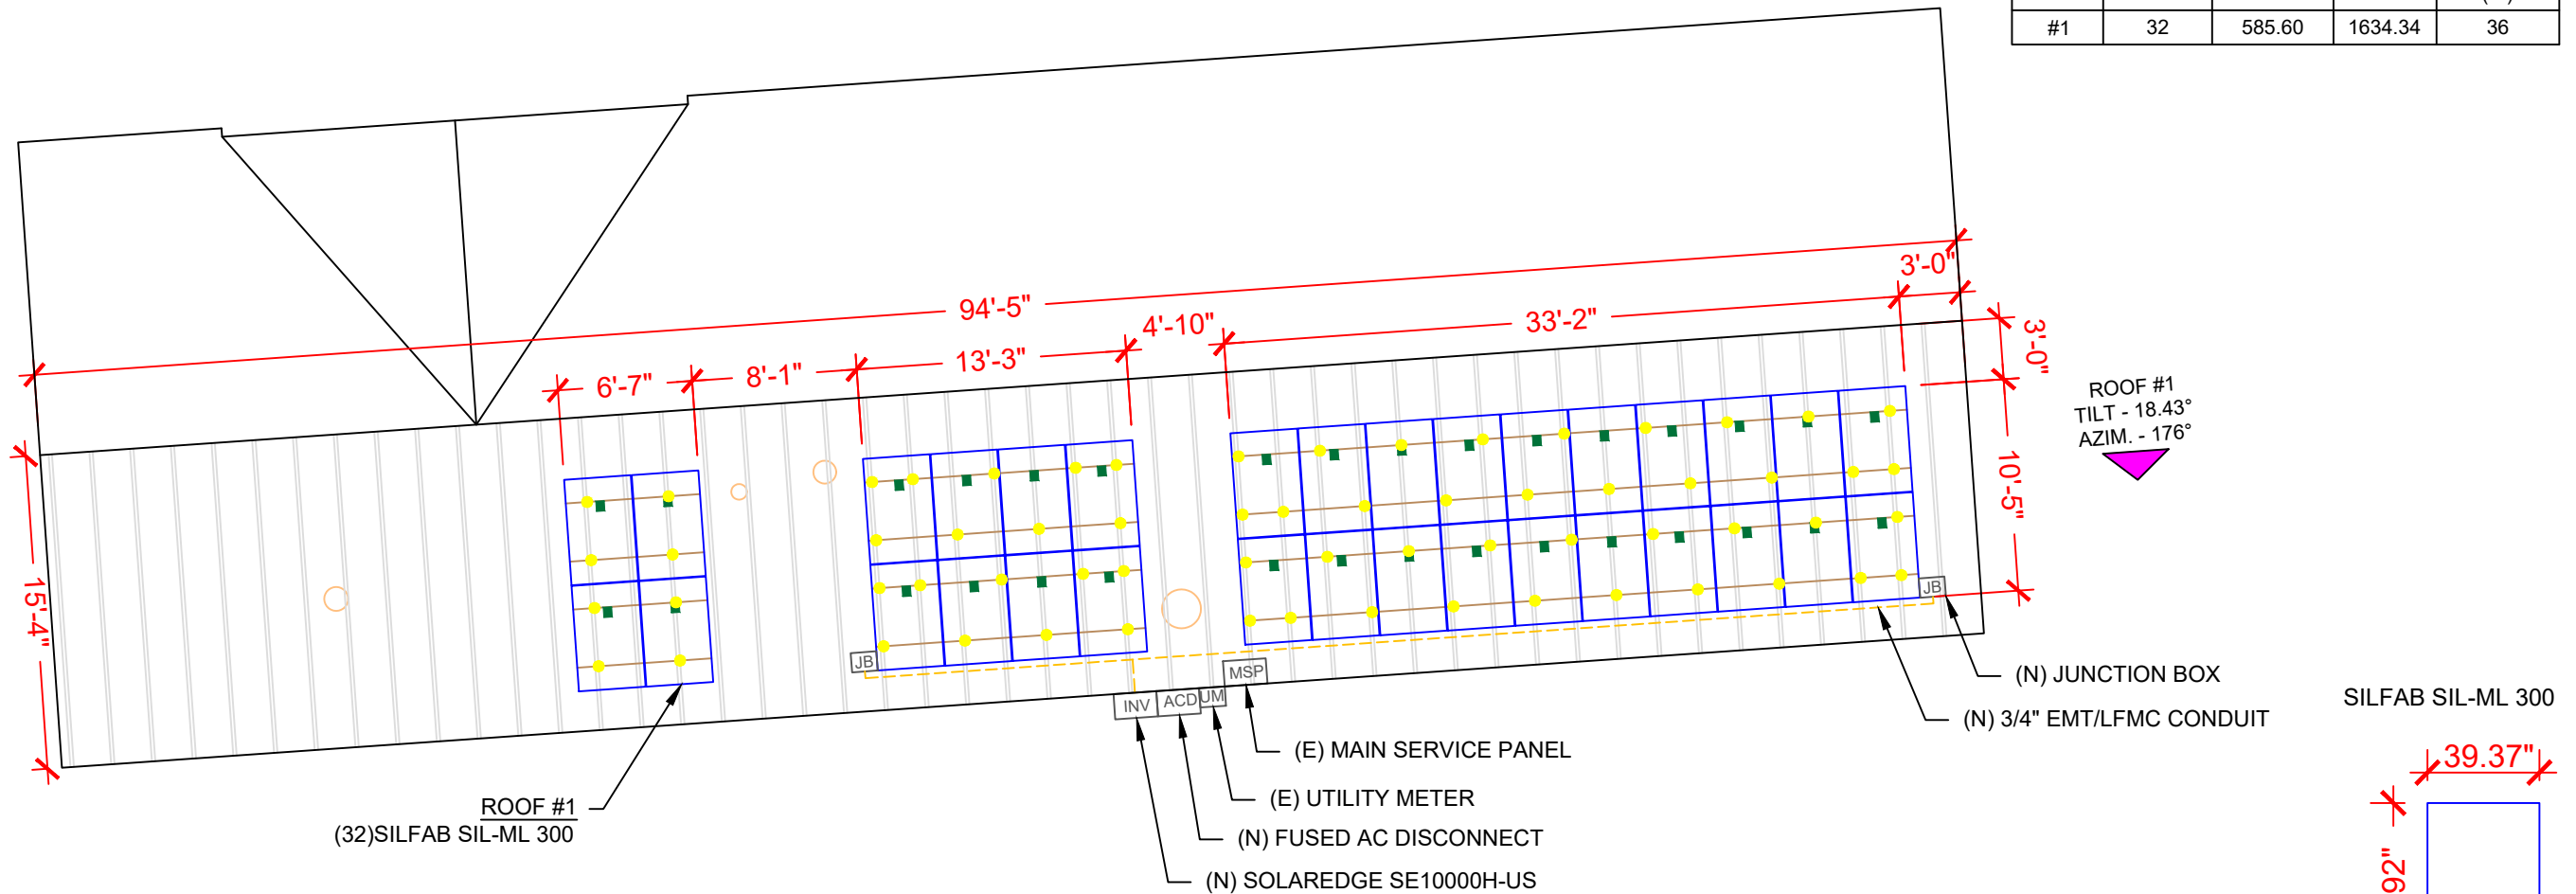 #1 32 585.60 1634.34 36
3'-0"
94'-5"
4'-10"
33'-2"
3'-0"
13'-3"
8'-1"
6'-7"
ROOF #1
TILT - 18.43°
AZIM. - 176°
10'-5"
15'-4"
JB
JB
MSP
UM
ACD
INV
(N) JUNCTION BOX
(N) 3/4" EMT/LFMC CONDUIT
SILFAB SIL-ML 300
(E) MAIN SERVICE PANEL
39.37"
(E) UTILITY METER
ROOF #1
(32)SILFAB SIL-ML 300
(N) FUSED AC DISCONNECT
(N) SOLAREDGE SE10000H-US
92"